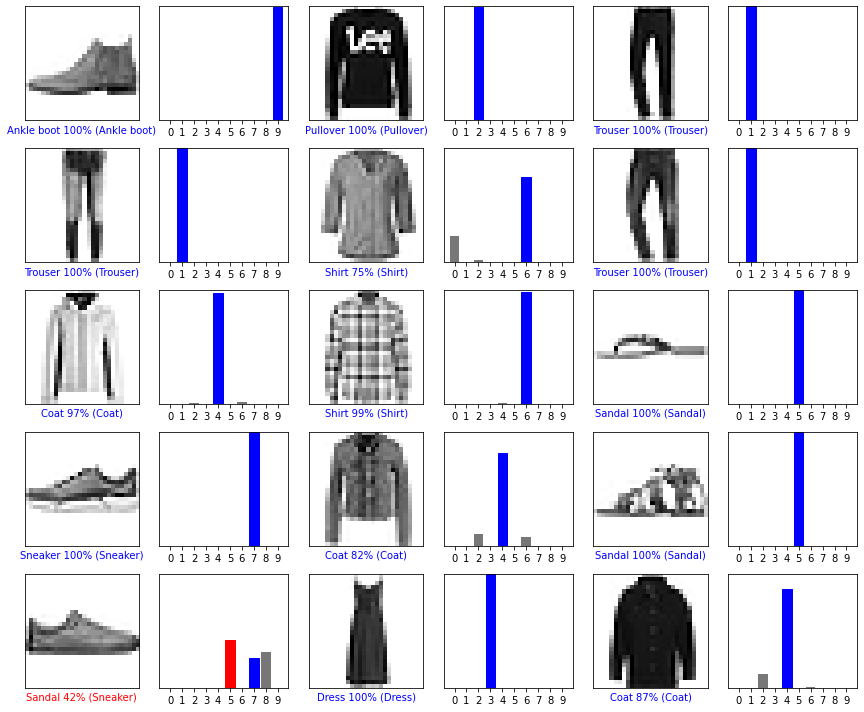 Lee
0 1 2 3 4 5 6 7 8 9
0 1 2 3 4 5 6 7 8 9
0 1 2 3 4 5 6 7 8 9
Ankle boot 100% (Ankle boot)
Pullover 100% (Pullover)
Trouser 100% (Trouser)
0 1 2 3 4 5 6 7 8 9
0 1 2 3 4 5 6 7 8 9
0 1 2 3 4 5 6 7 8 9
Trouser 100% (Trouser)
Shirt 75% (Shirt)
Trouser 100% (Trouser)
0 1 2 3 4 5 6 7 8 9
0 1 2 3 4 5 6 7 8 9
0 1 2 3 4 5 6 7 8 9
Coat 97% (Coat)
Shirt 99% (Shirt)
Sandal 100% (Sandal)
0 1 2 3 4 5 6 7 8 9
0 1 2 3 4 5 6 7 8 9
0 1 2 3 4 5 6 7 8 9
Sneaker 100% (Sneaker)
Coat 82% (Coat)
Sandal 100% (Sandal)
0 1 2 3 4 5 6 7 8 9
0 1 2 3 4 5 6 7 8 9
0 1 2 3 4 5 6 7 8 9
Sandal 42% (Sneaker)
Dress 100% (Dress)
Coat 87% (Coat)